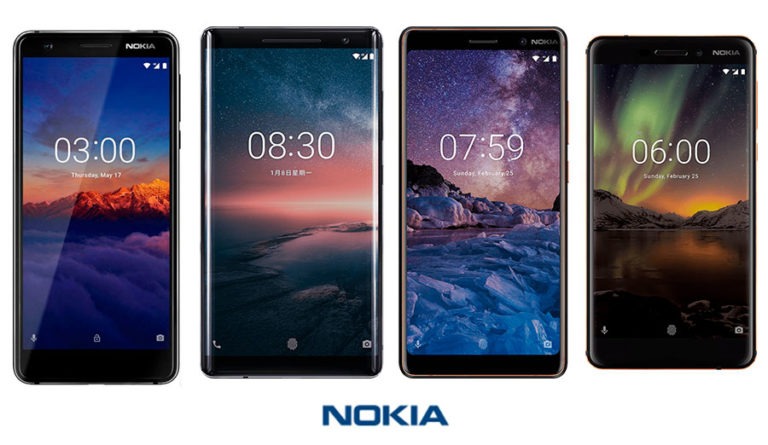 NOKIA
03:00
Thursday, May 17
08:30
1月8日星期一
NOKIA
07:59
Sunday, February 25
NOKIA
06:00
Sunday, February 25
NOKIA